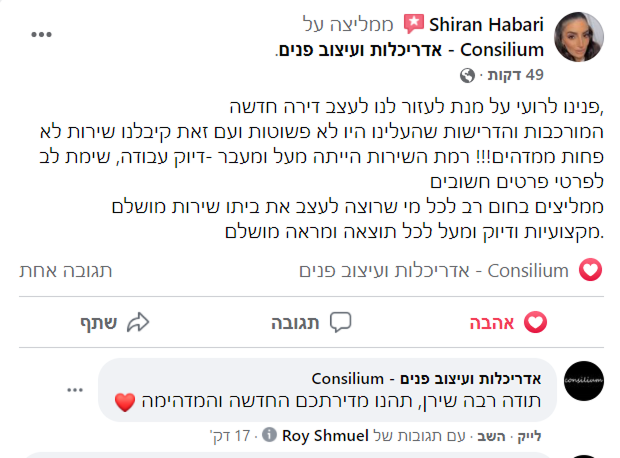 Shiran Habari ממליצה על
Consilium - אדריכלות ועיצוב פנים.
49 דקות ·
פנינו לרועי על מנת לעזור לנו לעצב דירה חדשה,
המורכבות והדרישות שהעלינו היו לא פשוטות ועם זאת קיבלנו שירות לא
פחות ממדהים!!! רמת השירות הייתה מעל ומעבר -דיוק עבודה, שימת לב
לפרטי פרטים חשובים
ממליצים בחום רב לכל מי שרוצה לעצב את ביתו שירות מושלם
מקצועיות ודיוק ומעל לכל תוצאה ומראה מושלם.
Consilium - אדריכלות ועיצוב פנים תגובה אחת
אהבה תגובה שתף
אדריכלות ועיצוב פנים - Consilium
תודה רבה שירן, תהנו מדירתכם החדשה והמדהימה ♥
לייק · השב · עם תגובות של Roy Shmuel · 17 דק'
consilium